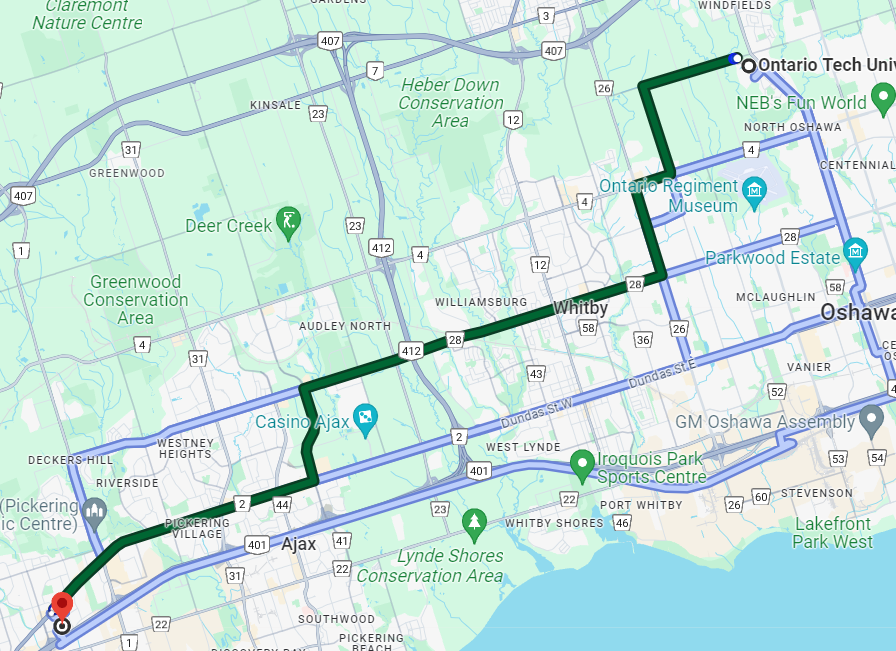 Claremont
Nature Centre
WINDFIELDS
3
407
407
7
Ontario Tech Univ
Heber Down
Conservation
Area
26
KINSALE
23
NEB's Fun World
12
NORTH OSHAWA
31
4
GREENWOOD
CENTENNIAL
407
Ontario Regiment
Museum
4
Deer Creek
23
1
412
4
28
Parkwood Estate
12
Greenwood
Conservation
Area
28
58
MCLAUGHLIN
WILLIAMSBURG
Whitby
Oshawa
AUDLEY NORTH
58
26
4
412
28
36
31
43
Dundas St E
VANIER
52
Dundas St W
Casino Ajax
GM Oshawa Assembly
2
WESTNEY
HEIGHTS
WEST LYNDE
DECKERS HILL
401
Iroquois Park
Sports Centre
53
54
RIVERSIDE
STEVENSON
2
44
(Pickering
ic Centre)
22
60
26
PORT WHITBY
PICKERING
VILLAGE
23
WHITBY SHORES
46
Lakefront
Park West
401
Ajax
41
Lynde Shores
Conservation Area
22
31
SOUTHWOOD
22
1
PICKERING
BEACH